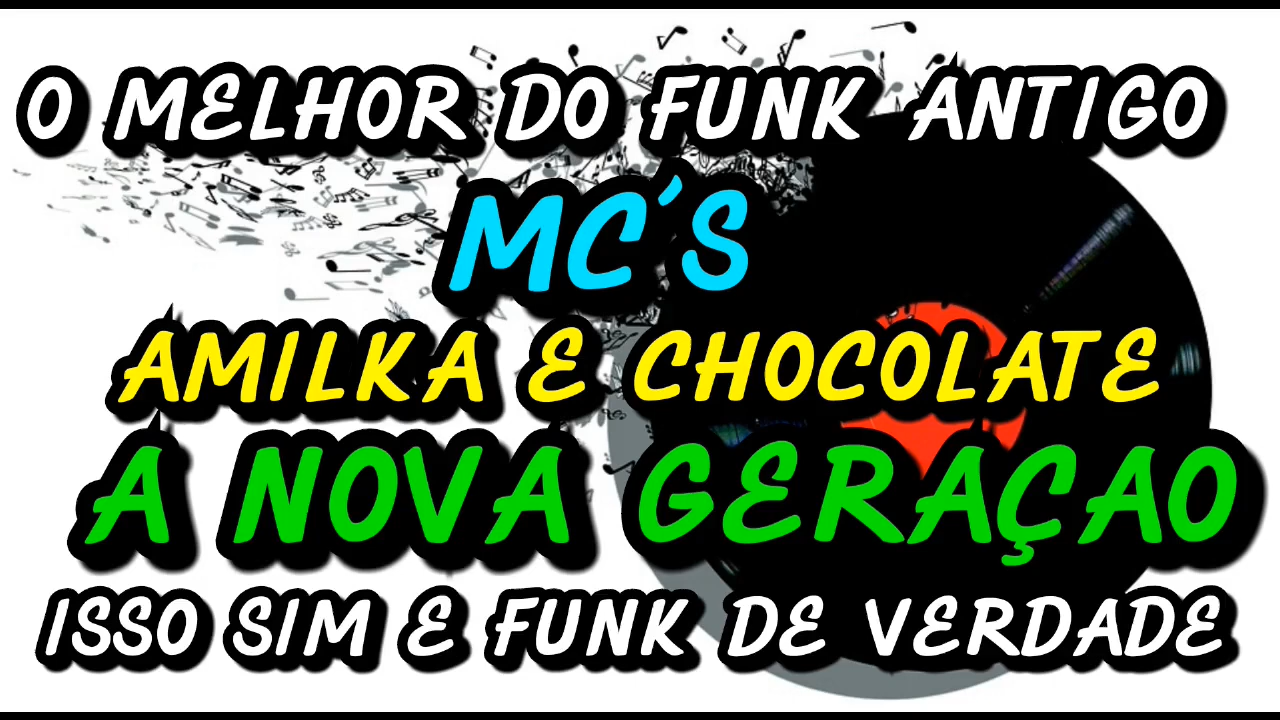 O MELHOR DO FUNK ANTIGO
MC'S
AMILKA E CHOCOLATE
A NOVA GERAÇAO
ISSO SIM E FUNK DE VERDADE